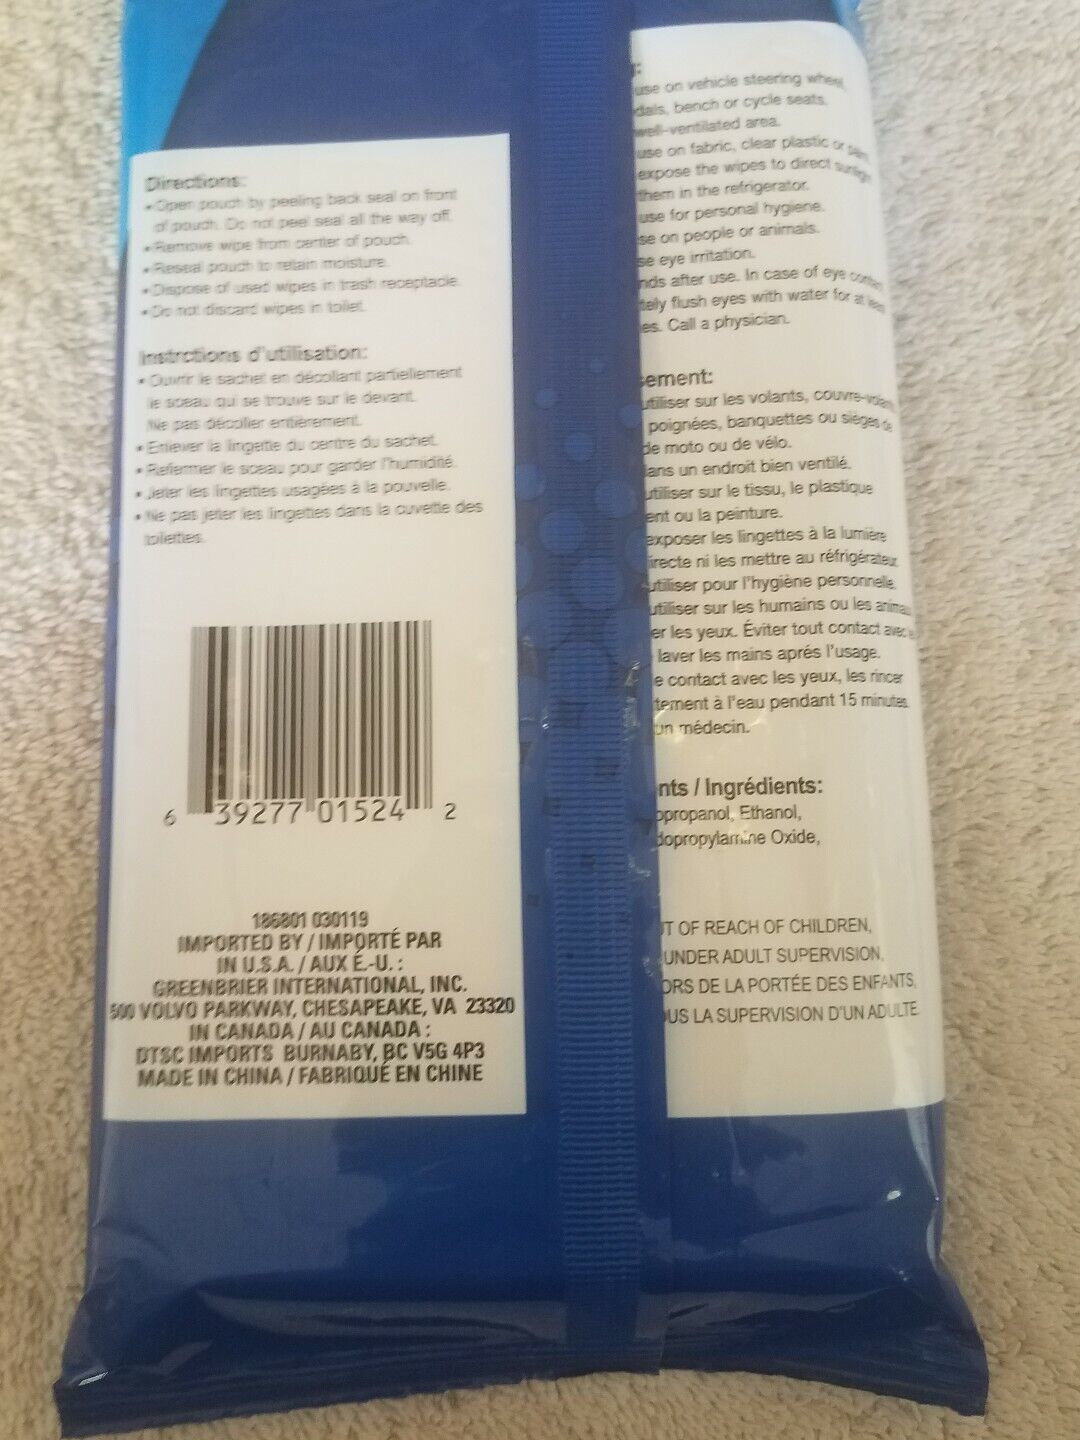 Directions:
• Open pouch by peeling back seal on front
of pouch. Do not peel seal all the way off.
• Remove wipe from center of pouch.
• Reseal pouch to retain moisture.
• Dispose of used wipes in trash receptacle.
• Do not discard wipes in toilet.
Instrctions d'utilisation:
• Ouvrir le sachet en décollant partiellement
le sceau qui se trouve sur le devant.
Ne pas décoller entièrement.
• Enlever la lingette du centre du sachet.
• Refermer le sceau pour garder l'humidité.
• Jeter les lingettes usagées à la pouvelle.
• Ne pas jeter les lingettes dans la cuvette des
toilettes.
6 39277 01524 2
186801 030119
IMPORTED BY / IMPORTÉ PAR
IN U.S.A. / AUX É.-U. :
GREENBRIER INTERNATIONAL, INC.
500 VOLVO PARKWAY, CHESAPEAKE, VA 23320
IN CANADA / AU CANADA :
DTSC IMPORTS BURNABY, BC V5G 4P3
MADE IN CHINA / FABRIQUÉ EN CHINE
use on vehicle steering wheel,
dals, bench or cycle seats.
well-ventilated area.
use on fabric, clear plastic or
expose the wipes to direct sunlight
them in the refrigerator.
use for personal hygiene.
se on people or animals.
se eye irritation.
nds after use. In case of eye contact
tely flush eyes with water for at least
es. Call a physician.
sement:
utiliser sur les volants, couvre-volants
poignées, banquettes ou sièges de
de moto ou de vélo.
dans un endroit bien ventilé.
utiliser sur le tissu, le plastique
ent ou la peinture.
exposer les lingettes à la lumière
irecte ni les mettre au réfrigérateur.
utiliser pour l'hygiène personnelle.
utiliser sur les humains ou les animaux
er les yeux. Éviter tout contact avec
laver les mains aprés l'usage.
e contact avec les yeux, les rincer
tement à l'eau pendant 15 minutes.
un médecin.
nts / Ingrédients:
opropanol, Ethanol,
dopropylamine Oxide,
UT OF REACH OF CHILDREN,
UNDER ADULT SUPERVISION.
ORS DE LA PORTÉE DES ENFANTS,
OUS LA SUPERVISION D'UN ADULTE.